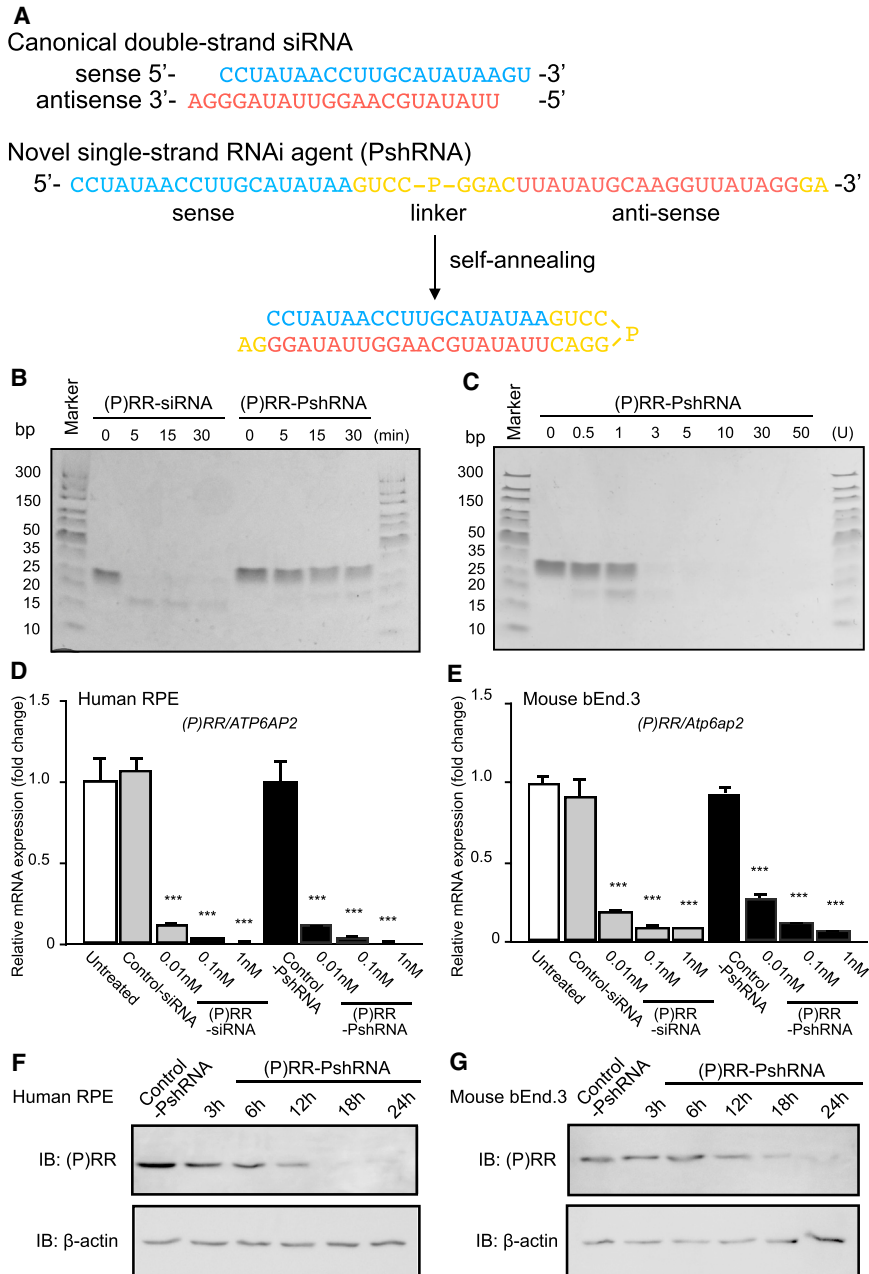 A
Canonical double-strand siRNA
sense 5’- CCUAUAACCUUGCAUAUAAGU -3’
antisense 3’- AGGGAUAUUGGAACGUAUAUU -5’
Novel single-strand RNAi agent (PshRNA)
5’- CCUAUAACCUUGCAUAUAAGUCC–P–GGACUUAUAUGCAAGGUUAUAGGGA -3’
sense linker anti-sense
self-annealing
CCUAUAACCUUGCAUAUAAGUCC
P
AGGGAUAUUGGAACGUAUAUUCAGG
B
Marker
(P)RR-siRNA (P)RR-PshRNA
bp 0 5 15 30 0 5 15 30 (min)
300
150
50
35
25
20
15
10
C
Marker
(P)RR-PshRNA
bp 0 0.5 1 3 5 10 30 50 (U)
300
150
50
35
25
20
15
10
D
Human RPE
(P)RR/ATP6AP2
Relative mRNA expression (fold change)
1.5
1.0
0.5
0
*** *** *** *** *** ***
Untreated
Control-siRNA
0.01nM
0.1nM
1nM
Control
-PshRNA
0.01nM
0.1nM
1nM
(P)RR
-siRNA
(P)RR
-PshRNA
E
Mouse bEnd.3
(P)RR/Atp6ap2
Relative mRNA expression (fold change)
1.5
1.0
0.5
0
*** *** *** *** *** ***
Untreated
Control-siRNA
0.01nM
0.1nM
1nM
Control
-PshRNA
0.01nM
0.1nM
1nM
(P)RR
-siRNA
(P)RR
-PshRNA
F
Human RPE
Control
-PshRNA
(P)RR-PshRNA
3h 6h 12h 18h 24h
IB: (P)RR
IB: β-actin
G
Mouse bEnd.3
Control
-PshRNA
(P)RR-PshRNA
3h 6h 12h 18h 24h
IB: (P)RR
IB: β-actin